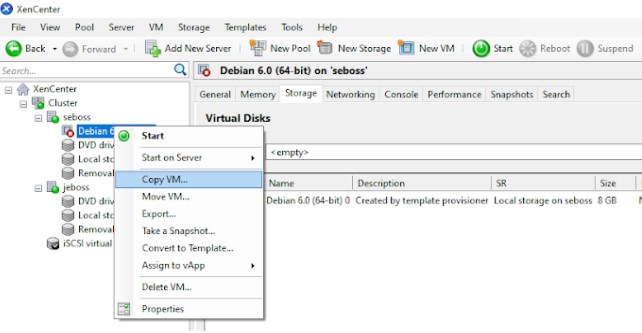 XenCenter
File View Pool Server VM Storage Templates Tools Help
Back Forward Add New Server New Pool New Storage New VM Start Reboot Suspend
Search... Debian 6.0 (64-bit) on 'seboss'
XenCenter General Memory Storage Networking Console Performance Snapshots Search
Cluster
seboss Virtual Disks
Debian 6
DVD driv
Local sto
Removal
jeboss
DVD driv
Local sto
Removal
iSCSI virtual
Start
Start on Server
Copy VM...
Move VM...
Export...
Take a Snapshot...
Convert to Template...
Assign to vApp
Delete VM...
Properties
<empty>
Name Description SR Size
Debian 6.0 (64-bit) 0 Created by template provisioner Local storage on seboss 8 GB